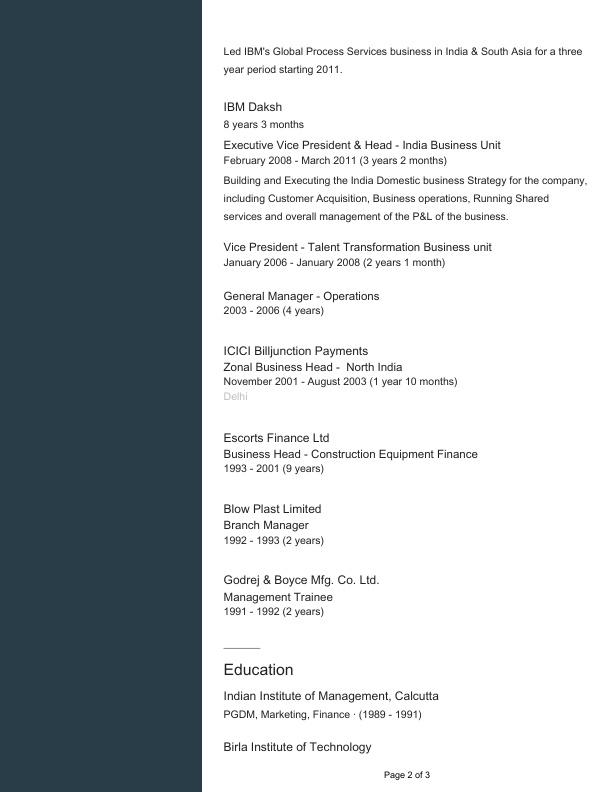 Led IBM's Global Process Services business in India & South Asia for a three
year period starting 2011.
IBM Daksh
8 years 3 months
Executive Vice President & Head - India Business Unit
February 2008 - March 2011 (3 years 2 months)
Building and Executing the India Domestic business Strategy for the company,
including Customer Acquisition, Business operations, Running Shared
services and overall management of the P&L of the business.
Vice President - Talent Transformation Business unit
January 2006 - January 2008 (2 years 1 month)
General Manager - Operations
2003 - 2006 (4 years)
ICICI Billjunction Payments
Zonal Business Head -  North India
November 2001 - August 2003 (1 year 10 months)
Delhi
Escorts Finance Ltd
Business Head - Construction Equipment Finance
1993 - 2001 (9 years)
Blow Plast Limited
Branch Manager
1992 - 1993 (2 years)
Godrej & Boyce Mfg. Co. Ltd.
Management Trainee
1991 - 1992 (2 years)
Education
Indian Institute of Management, Calcutta
PGDM, Marketing, Finance · (1989 - 1991)
Birla Institute of Technology
Page 2 of 3